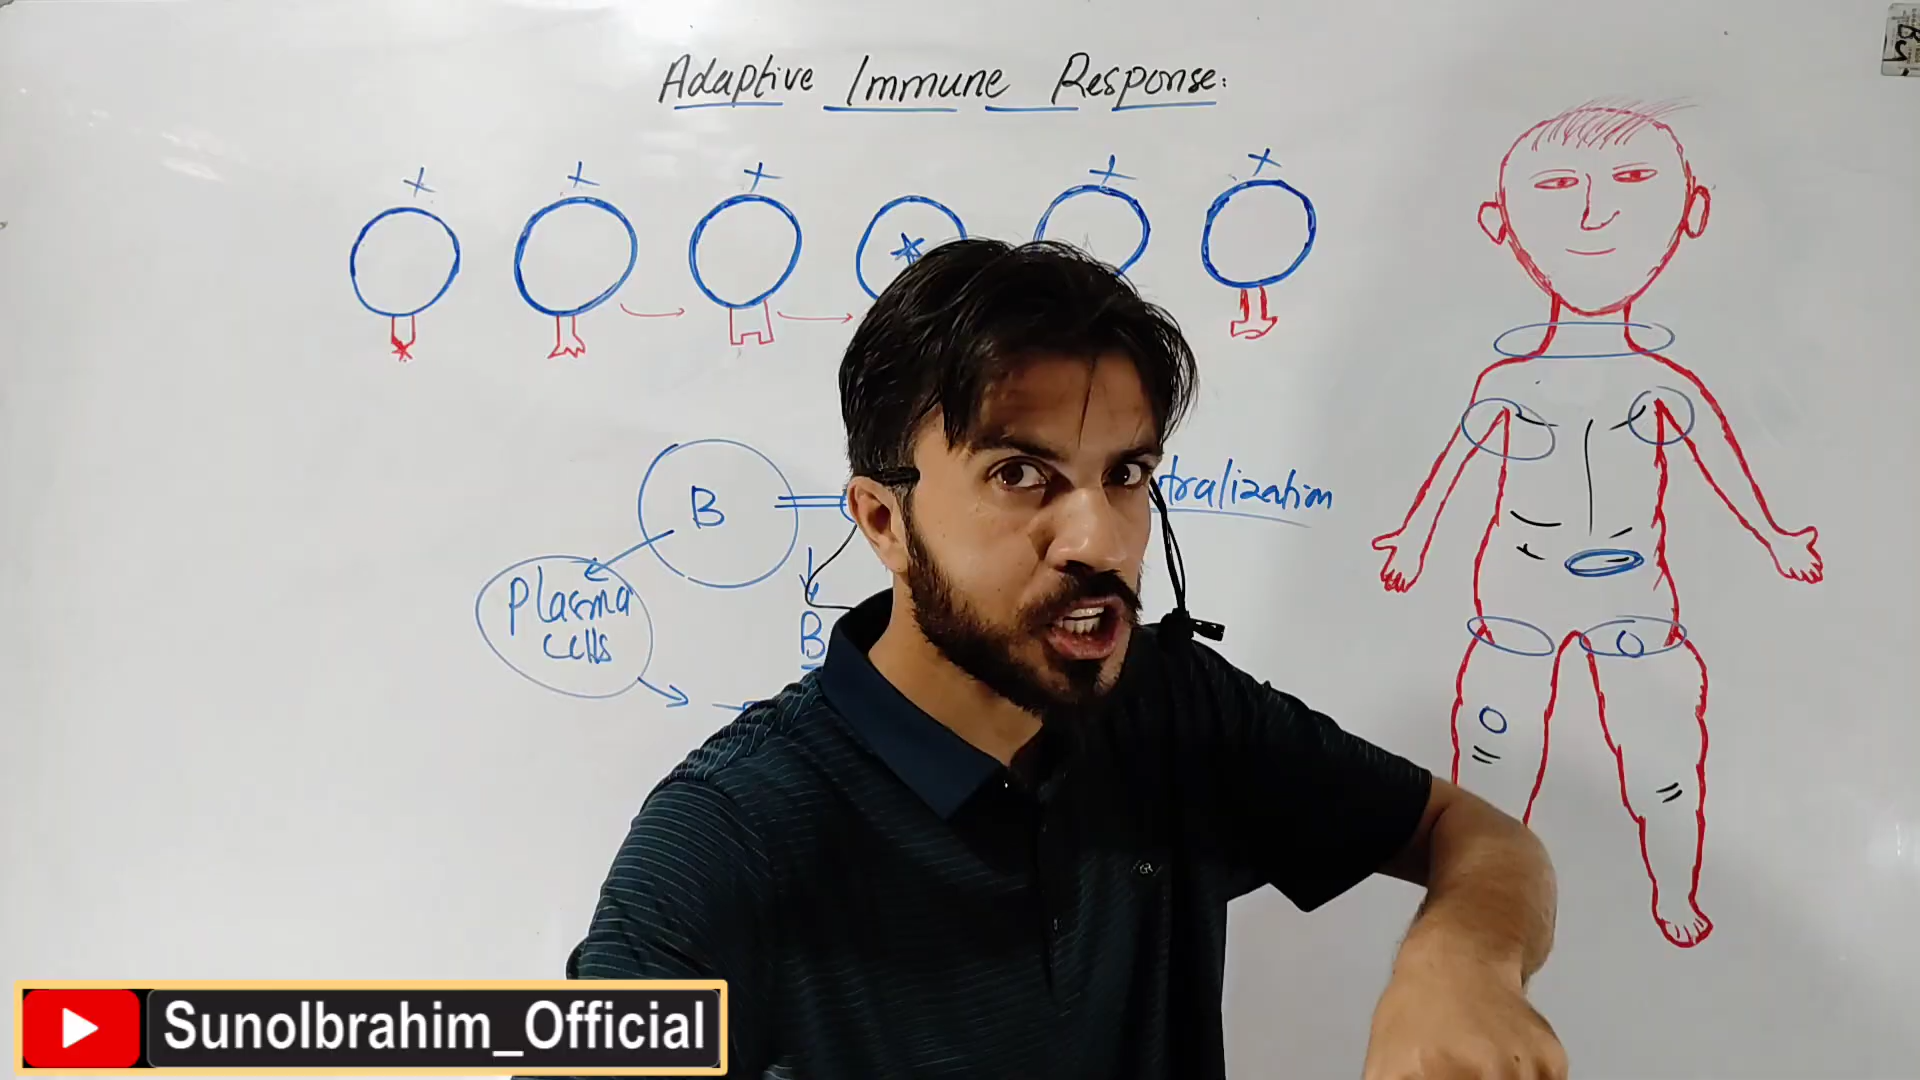 Adaptive Immune Response:
B
tralization
Plasma
cells
B
SunoIbrahim_Official